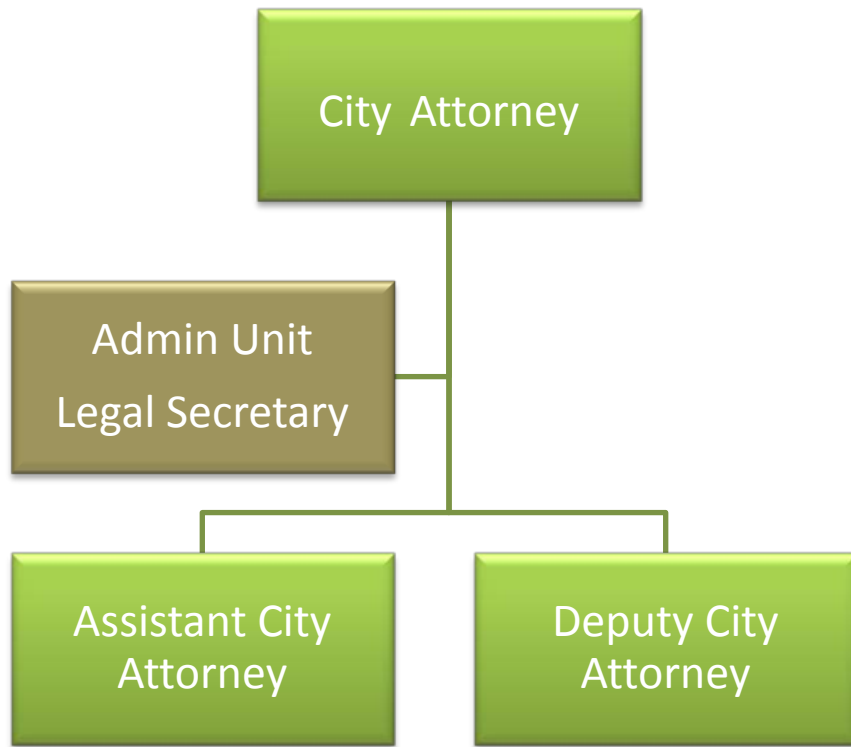 City Attorney
Admin Unit
Legal Secretary
Assistant City
Attorney
Deputy City
Attorney